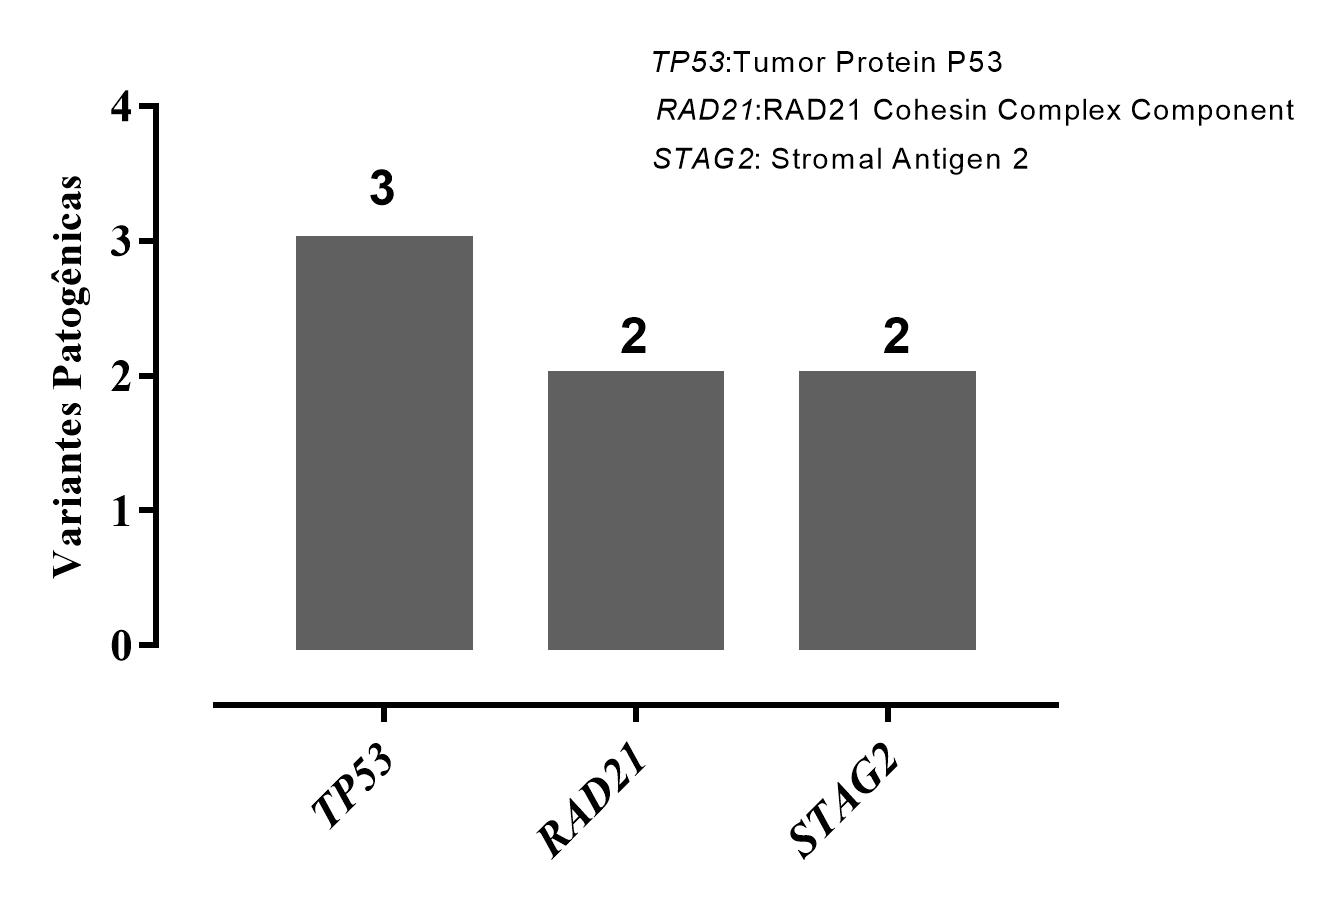 TP53:Tumor Protein P53
RAD21:RAD21 Cohesin Complex Component
STAG2: Stromal Antigen 2
Variantes Patogênicas
4
3
2
1
0
3
2
2
TP53
RAD21
STAG2